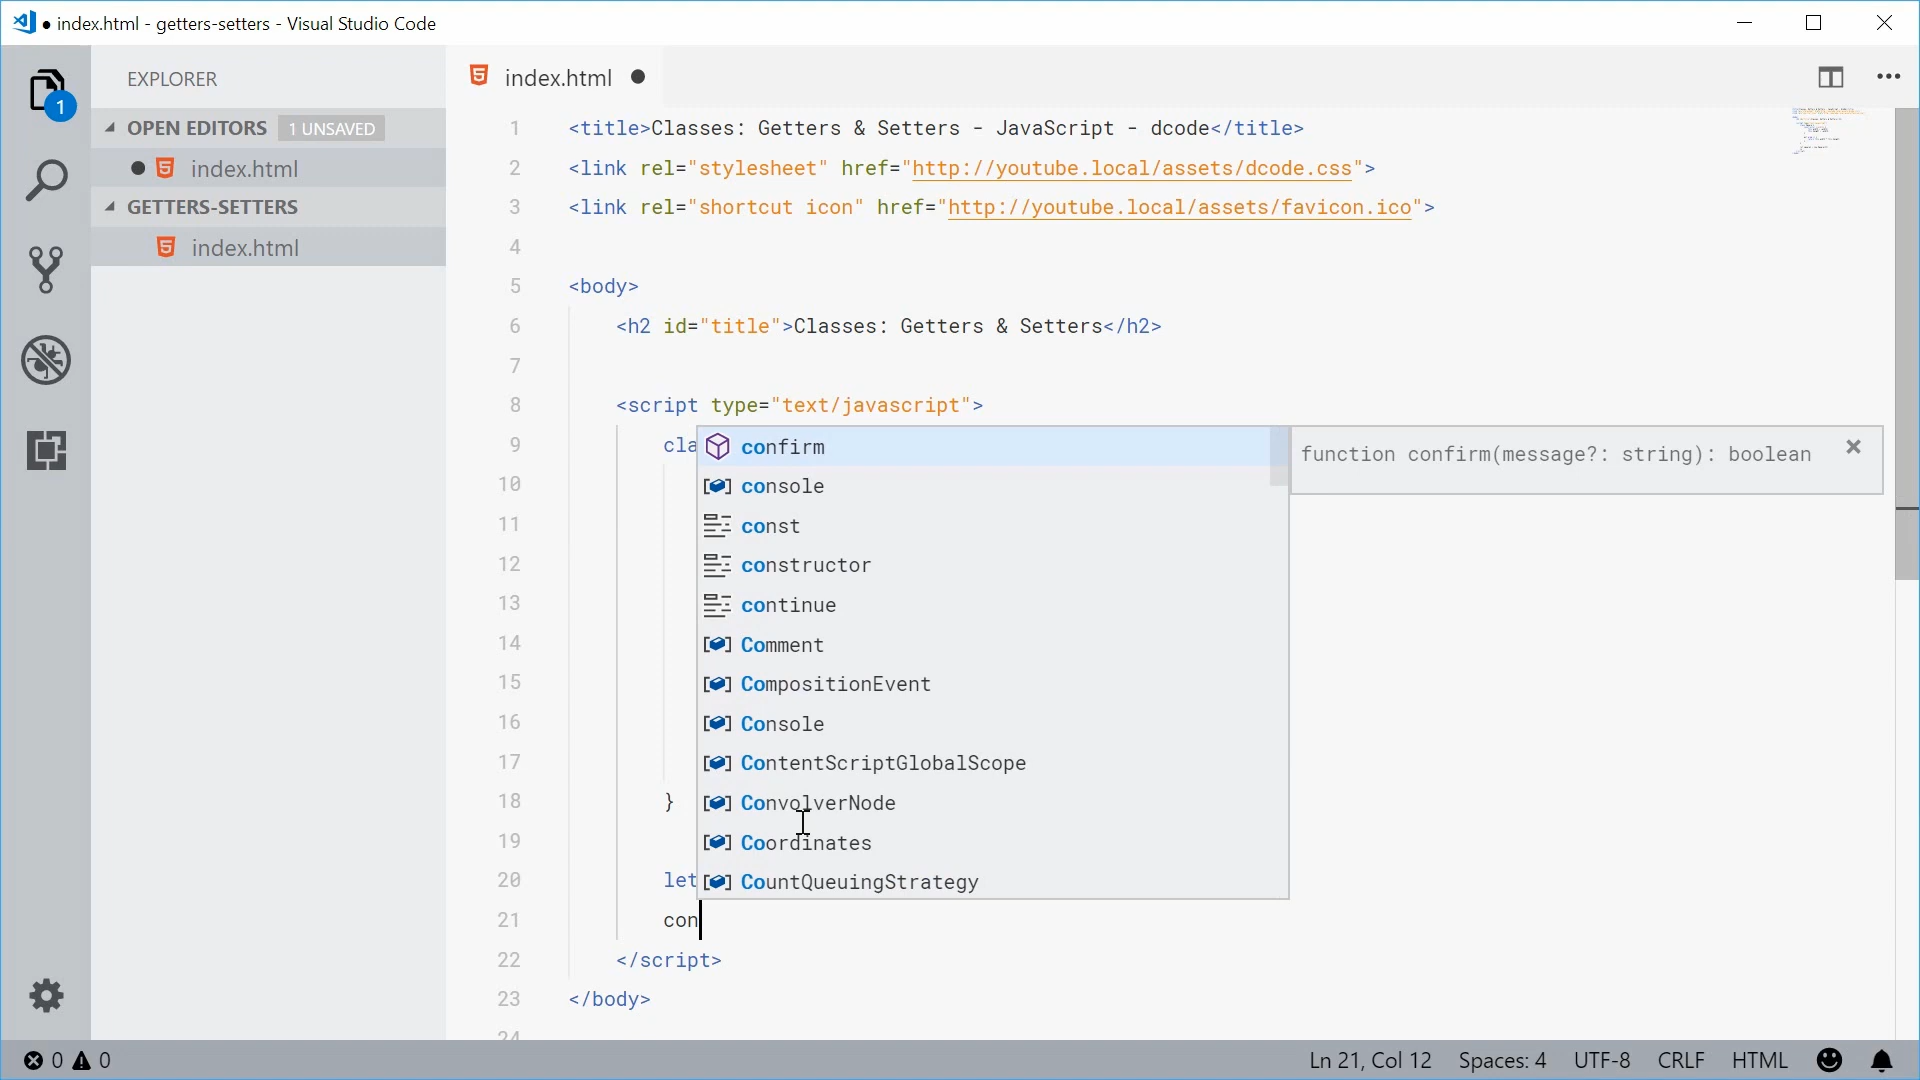 ● index.html - getters-setters - Visual Studio Code
EXPLORER
OPEN EDITORS 1 UNSAVED
index.html
GETTERS-SETTERS
index.html
1
index.html
1 <title>Classes: Getters & Setters - JavaScript - dcode</title>
2 <link rel="stylesheet" href="http://youtube.local/assets/dcode.css">
3 <link rel="shortcut icon" href="http://youtube.local/assets/favicon.ico">
4
5 <body>
6 <h2 id="title">Classes: Getters & Setters</h2>
7
8 <script type="text/javascript">
9 cla
10
11
12
13
14
15
16
17
18 }
19
20 let
21 con
22 </script>
23 </body>
24
confirm
console
const
constructor
continue
Comment
CompositionEvent
Console
ContentScriptGlobalScope
ConvolverNode
Coordinates
CountQueuingStrategy
function confirm(message?: string): boolean
0 0
Ln 21, Col 12 Spaces: 4 UTF-8 CRLF HTML